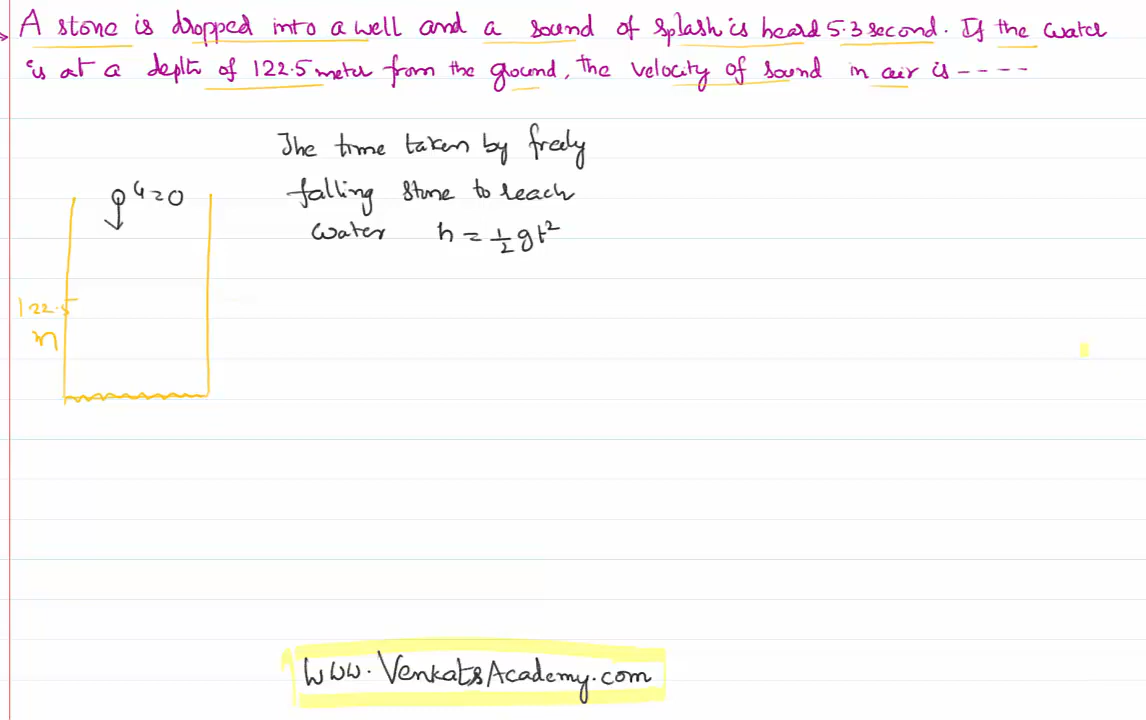 A stone is dropped into a well and a sound of splash is heard 5.3 second. If the water
is at a depth of 122.5 meter from the ground, the velocity of sound in air is ----
The time taken by freely
falling stone to reach
water h = 1/2 gt²
u = 0
122.5
m
www.VenkatsAcademy.com